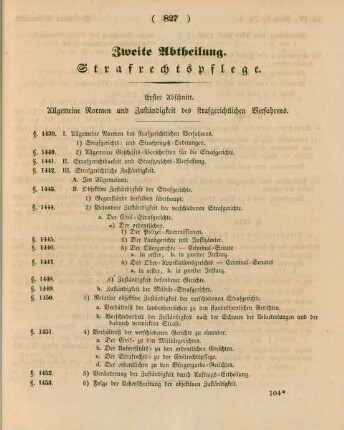 ( 827 )
Zweite Abtheilung.
Strafrechtspflege.
Erster Abschnitt.
Allgemeine Normen und Zuständigkeit des strafgerichtlichen Verfahrens.
§. 1439. I. Allgemeine Normen des strafgerichtlichen Verfahrens.
1) Strafgerichts- und Strafprozeß-Ordnungen.
§. 1440. 2) Allgemeine Geschäfts-Vorschriften für die Strafgerichte.
§. 1441. II. Strafgerichtsbarkeit und Strafgerichts-Verfassung.
§. 1442. III. Strafgerichtliche Zuständigkeit.
A. Im Allgemeinen.
§. 1443. B. Objektive Zuständigkeit der Strafgerichte.
1) Gegenstände derselben überhaupt.
§. 1444. 2) Besondere Zuständigkeit der verschiedenen Strafgerichte.
a. Der Civil-Strafgerichte.
α) Der ordentlichen.
1) Der Polizei-Kommissionen.
§. 1445. 2) Der Landgerichte und Justizämter.
§. 1446. 3) Der Obergerichte — Criminal-Senate
a. in erster, b. in zweiter Instanz.
§. 1447. 4) Des Ober-Appellationsgerichts — Criminal-Senates
a. in erster, b. in zweiter Instanz.
§. 1448. β) Zuständigkeit besonderer Gerichte.
§. 1449. b. Zuständigkeit der Militär-Strafgerichte.
§. 1450. 3) Relation objektive Zuständigkeit der verschiedenen Strafgerichte.
a. Verhältniß der landesherrlichen zu den standesherrlichen Gerichten.
b. Verschiedenheit der Zuständigkeit nach der Schwere der Uebertretungen und der dadurch verwirkten Strafe.
§. 1451. 4) Verhältniß der verschiedenen Gerichte zu einander.
a. Der Civil- zu den Militärgerichten.
b. Der Universitäts- zu den ordentlichen Gerichten.
c. Der Strafrechts- zu der Civilrechtspflege.
d. Der ordentlichen zu den Bürgergarde-Gerichten.
§. 1452. 5) Veränderung der Zuständigkeit durch Auftrags-Ertheilung.
§. 1453. 6) Folge der Ueberschreitung der objektiven Zuständigkeit.
104*